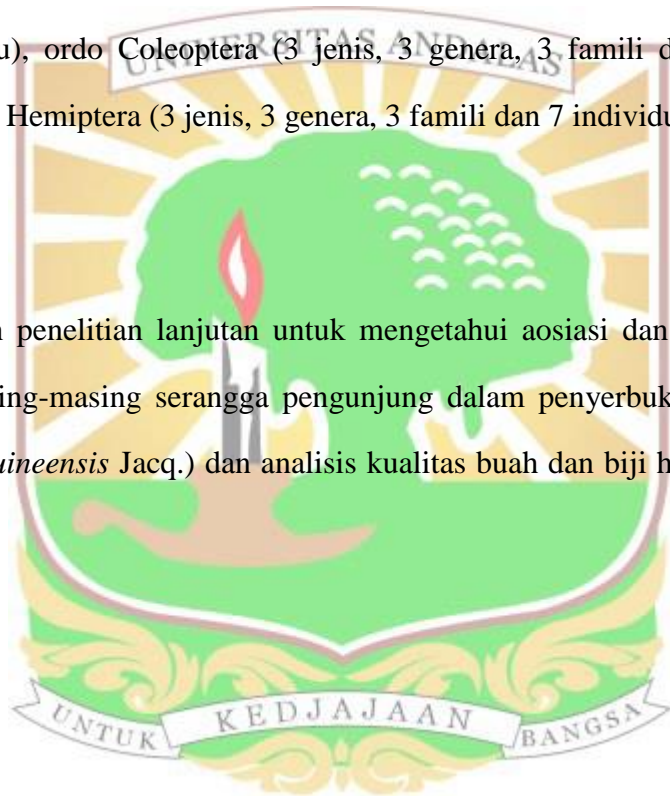 u), ordo Coleoptera (3 jenis, 3 genera, 3 famili d
UNIVERSITAS ANDALAS
Hemiptera (3 jenis, 3 genera, 3 famili dan 7 individu
penelitian lanjutan untuk mengetahui aosiasi dan
ing-masing serangga pengunjung dalam penyerbuk
uineensis Jacq.) dan analisis kualitas buah dan biji h
UNTUK KEDJAJAAN BANGSA